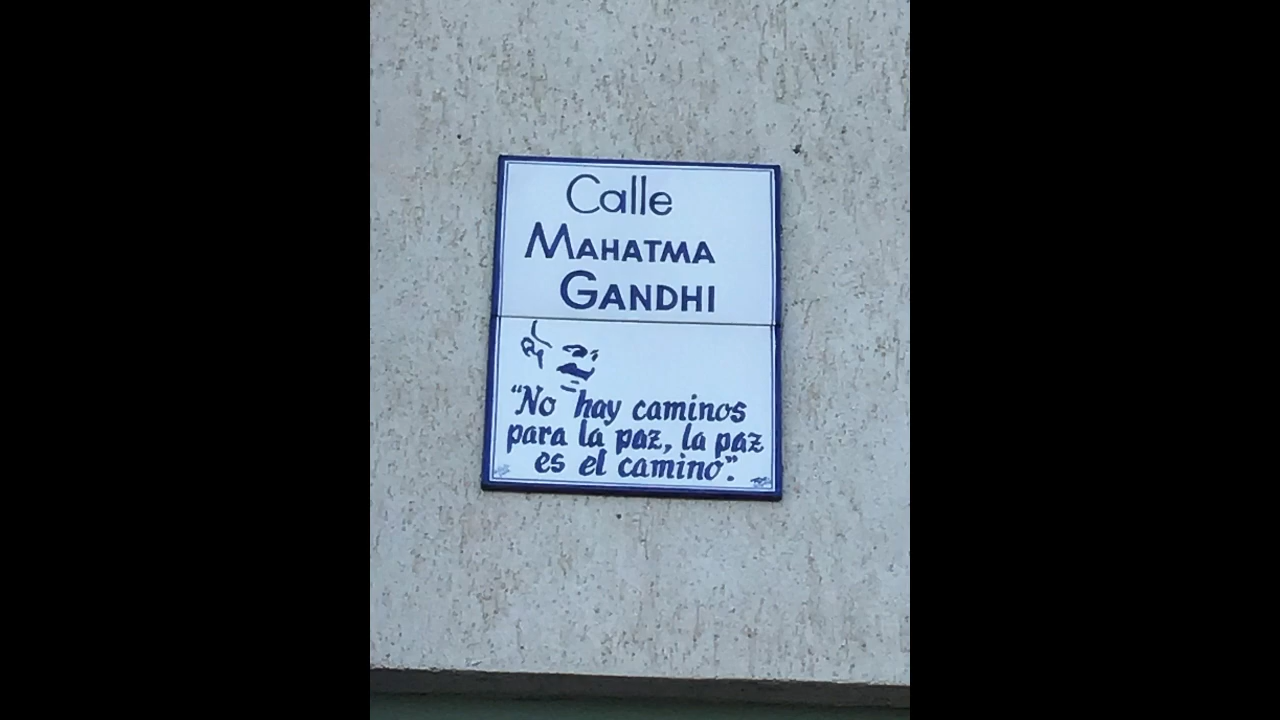 Calle
MAHATMA
GANDHI
"No hay caminos
para la paz, la paz
es el camino".